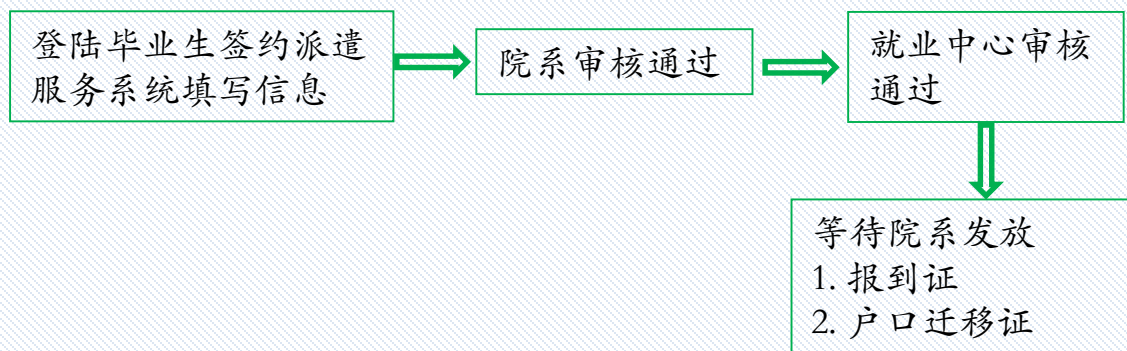 登陆毕业生签约派遣
服务系统填写信息
院系审核通过
就业中心审核
通过
等待院系发放
1. 报到证
2. 户口迁移证